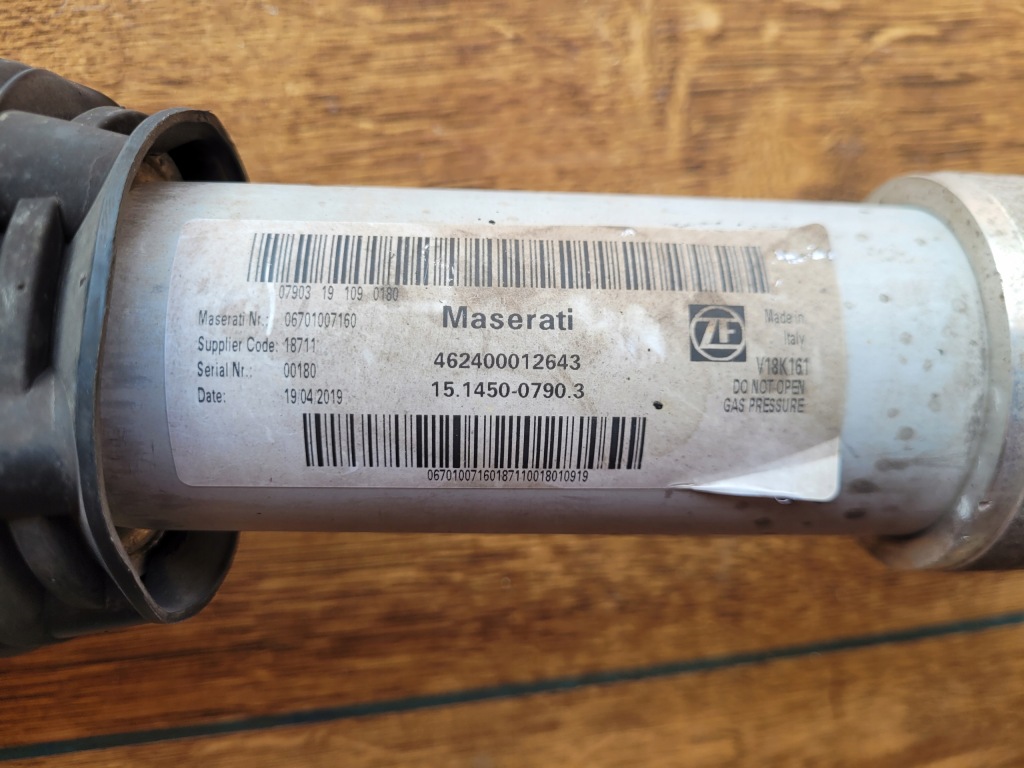 07903 19 109 0180
Maserati Nr.: 06701007160
Supplier Code: 18711
Serial Nr.: 00180
Date: 19.04.2019
Maserati
462400012643
15.1450-0790.3
ZF
Made in
Italy
V18K161
DO NOT OPEN
GAS PRESSURE
06701007160187110018010919